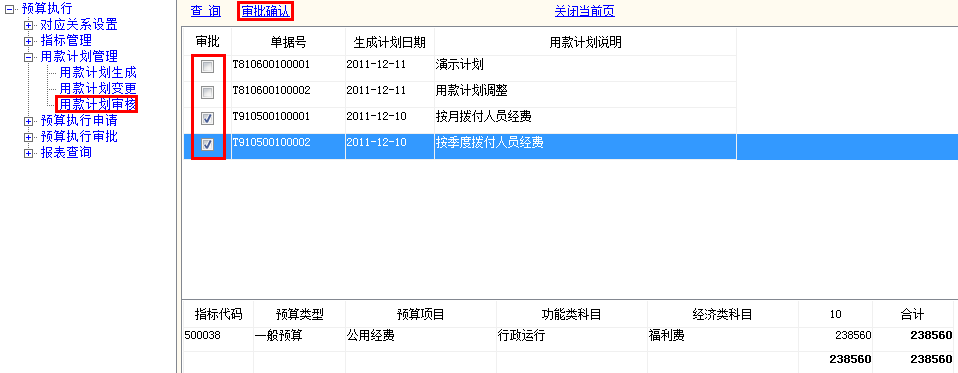 预算执行
对应关系设置
指标管理
用款计划管理
用款计划生成
用款计划变更
用款计划审核
预算执行申请
预算执行审批
报表查询
查 询 审批确认 关闭当前页
审批 单据号 生成计划日期 用款计划说明
T810600100001 2011-12-11 演示计划
T810600100002 2011-12-11 用款计划调整
T910500100001 2011-12-10 按月拨付人员经费
T910500100002 2011-12-10 按季度拨付人员经费
指标代码 预算类型 预算项目 功能类科目 经济类科目 10 合计
500038 一般预算 公用经费 行政运行 福利费 238560 238560
238560 238560